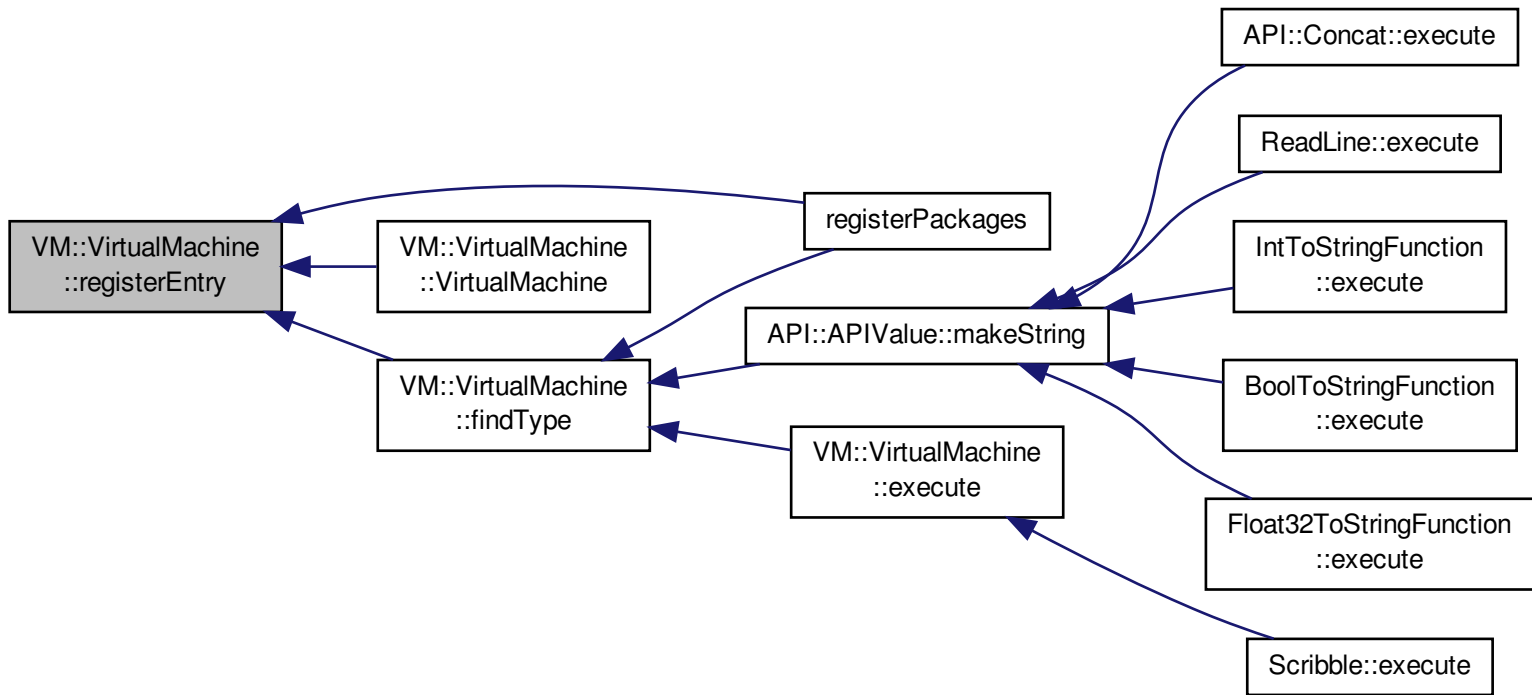 VM::VirtualMachine
::registerEntry
VM::VirtualMachine
::VirtualMachine
VM::VirtualMachine
::findType
registerPackages
API::APIValue::makeString
VM::VirtualMachine
::execute
API::Concat::execute
ReadLine::execute
IntToStringFunction
::execute
BoolToStringFunction
::execute
Float32ToStringFunction
::execute
Scribble::execute